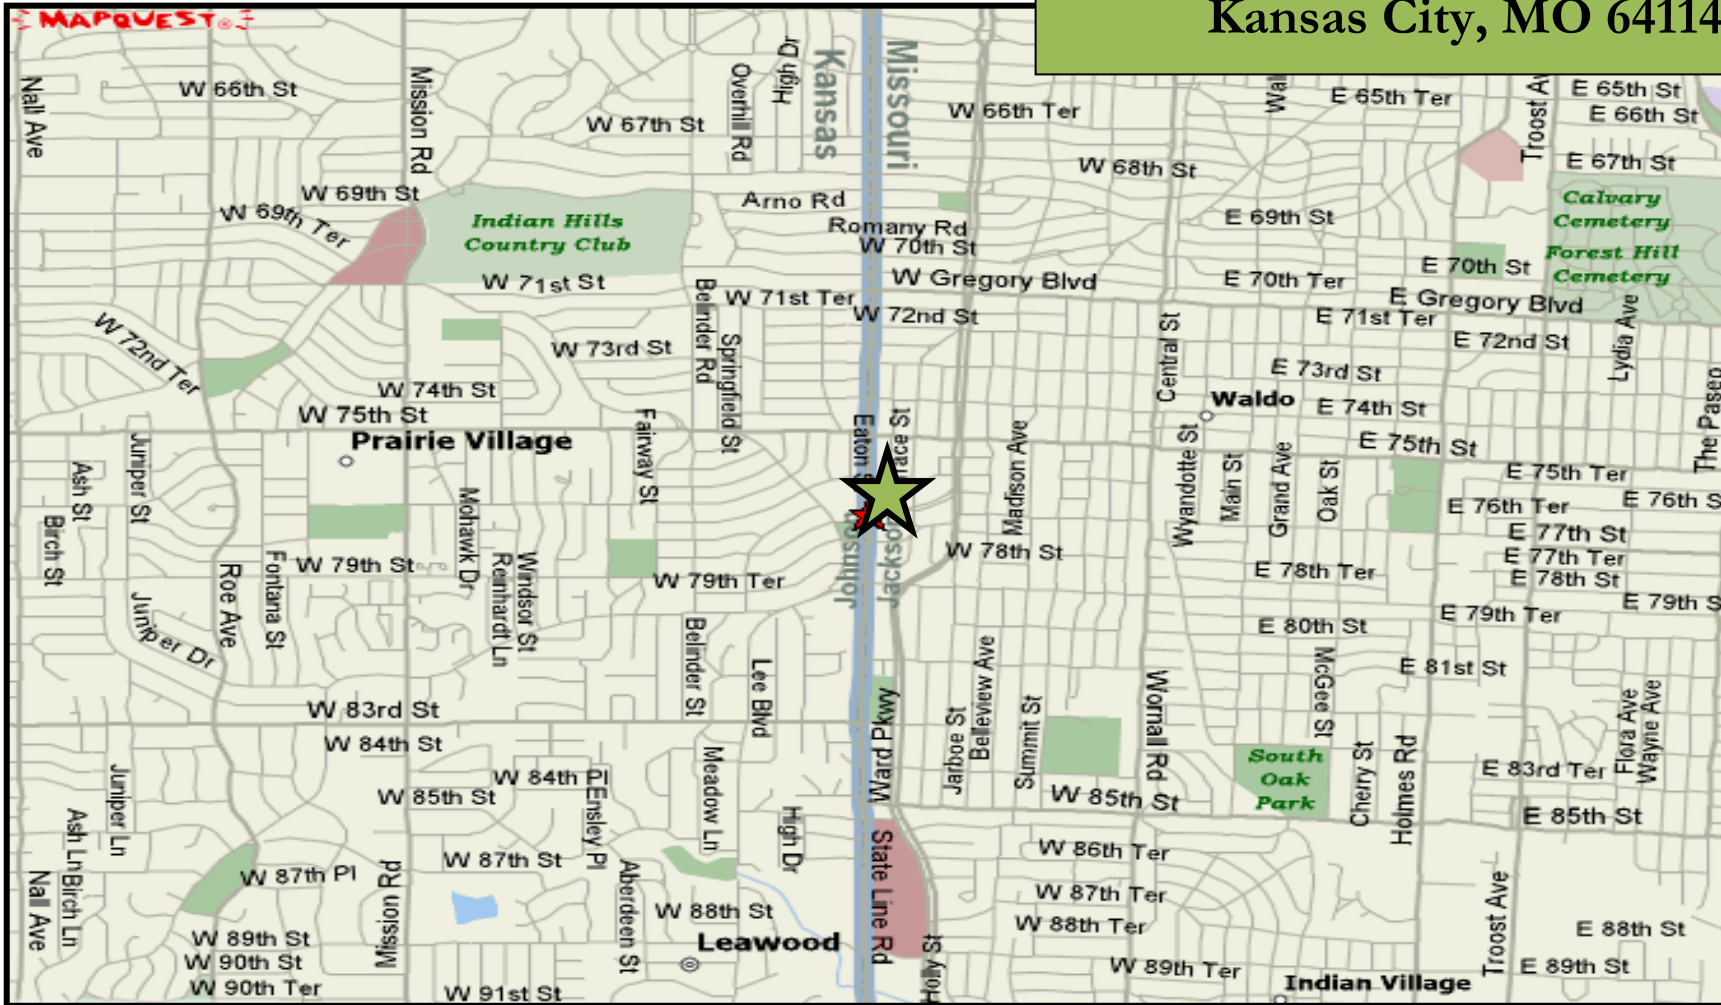 MAPQUEST®
Kansas City, MO 64114
Nall Ave
W 66th St
Mission Rd
W 67th St
Overhill Rd
High Dr
Kansas
Missouri
W 66th Ter
E 65th Ter
Troost
E 65th St
E 66th St
W 68th St
E 67th St
W 69th St
W 69th Ter
Indian Hills
Country Club
Arno Rd
Romany Rd
W 70th St
E 69th St
Calvary
Cemetery
Forest Hill
Cemetery
W 71st St
W 71st Ter
W Gregory Blvd
E 70th Ter
E 70th St
E Gregory Blvd
W 72nd St
E 71st Ter
E 72nd St
Lydia Ave
W 72nd Ter
W 73rd St
Belinder Rd
Springfield St
Central St
E 73rd St
Waldo
E 74th St
The Paseo
W 74th St
W 75th St
Prairie Village
Fairway St
Eaton
Madison Ave
E 75th St
E 75th Ter
Juniper St
Ash St
Birch St
Mohawk Dr
Wyandotte St
Main St
Grand Ave
Oak St
E 76th Ter
E 76th S
E 77th St
E 77th Ter
E 78th St
W 79th St
Fontana St
Roe Ave
Reinhardt Ln
Windsor St
W 79th Ter
Johnso
Jackso
W 78th St
E 78th Ter
E 79th Ter
E 79th S
Juniper Dr
Belinder St
Lee Blvd
E 80th St
E 81st St
McGee St
W 83rd St
W 84th St
Ward Pkwy
Jarboe St
Belleview Ave
Summit St
Wornall Rd
South
Oak
Park
Cherry St
Holmes Rd
E 83rd Ter
Flora Ave
Wayne Ave
Juniper Ln
W 84th Pl
W 85th St
Ensley Pl
Meadow Ln
High Dr
W 85th St
E 85th St
Ash Ln
Birch Ln
Nall Ave
W 87th Pl
Mission Rd
W 87th St
Aberdeen St
State Line Rd
W 86th Ter
W 87th Ter
W 88th St
W 88th Ter
Troost Ave
E 88th St
W 89th St
W 90th St
W 90th Ter
Leawood
W 91st St
Holly St
W 89th Ter
Indian Village
E 89th St